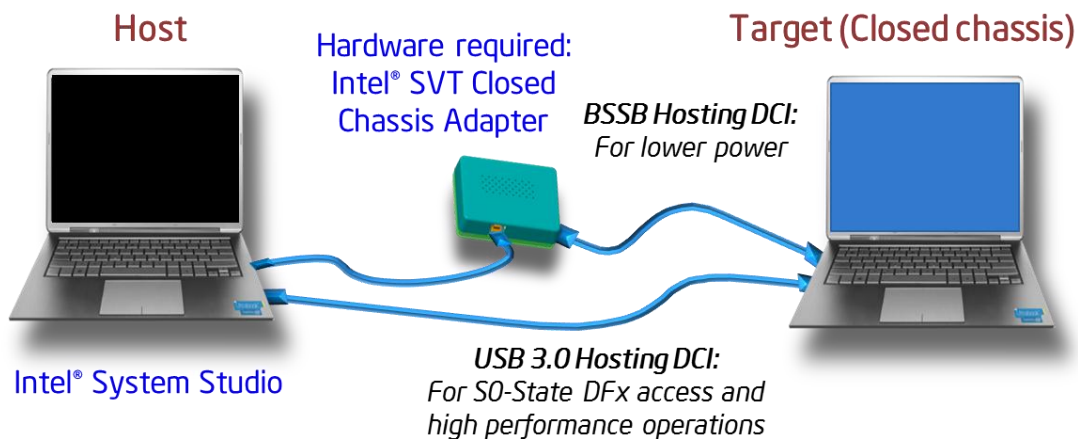 Host
Hardware required:
Intel® SVT Closed
Chassis Adapter
Target (Closed chassis)
BSSB Hosting DCI:
For lower power
Intel® System Studio
USB 3.0 Hosting DCI:
For S0-State DFx access and
high performance operations